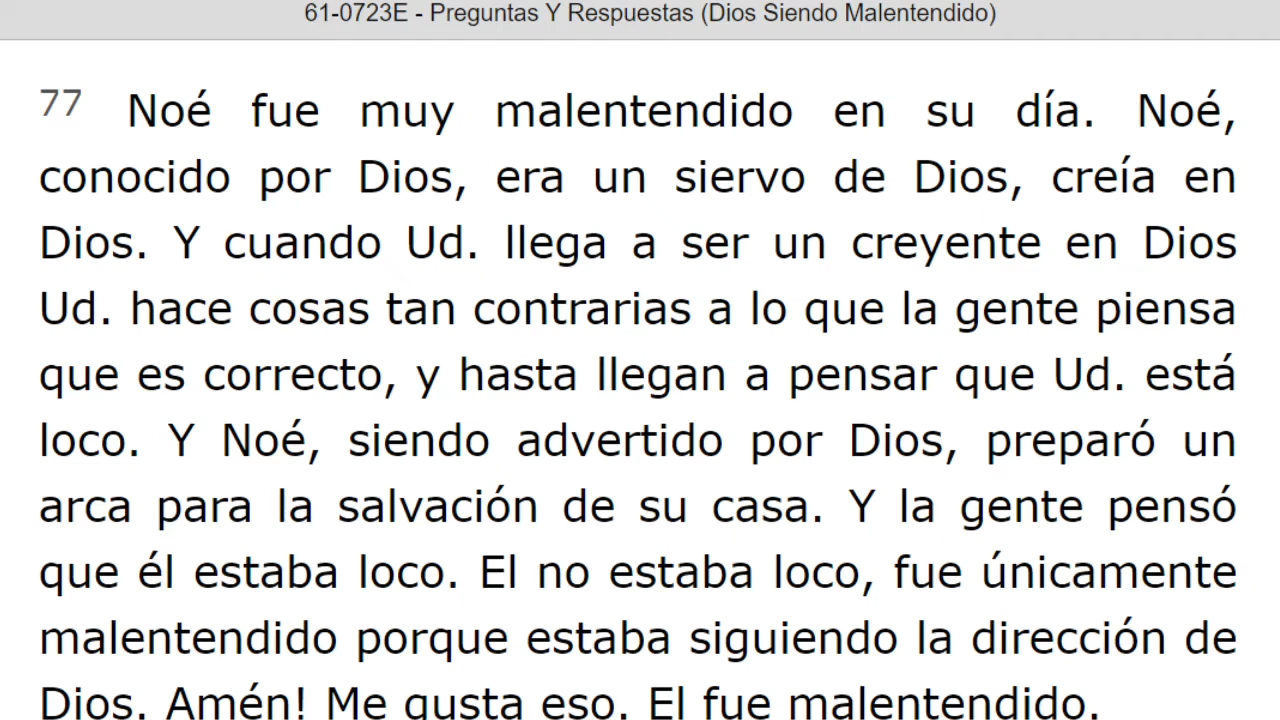 61-0723E - Preguntas Y Respuestas (Dios Siendo Malentendido)
77 Noé fue muy malentendido en su día. Noé,
conocido por Dios, era un siervo de Dios, creía en
Dios. Y cuando Ud. llega a ser un creyente en Dios
Ud. hace cosas tan contrarias a lo que la gente piensa
que es correcto, y hasta llegan a pensar que Ud. está
loco. Y Noé, siendo advertido por Dios, preparó un
arca para la salvación de su casa. Y la gente pensó
que él estaba loco. El no estaba loco, fue únicamente
malentendido porque estaba siguiendo la dirección de
Dios. Amén! Me gusta eso. El fue malentendido.